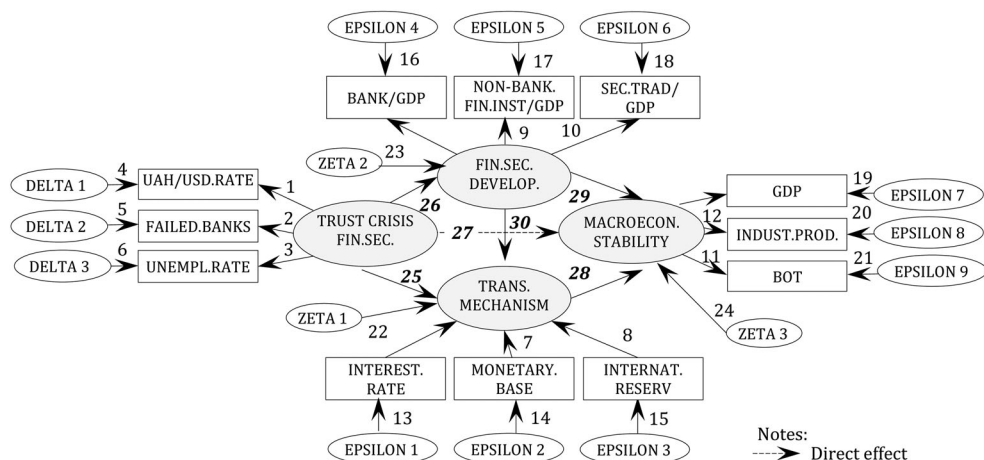 EPSILON 4
EPSILON 5
EPSILON 6
16
17
18
BANK/GDP
NON-BANK.
FIN.INST/GDP
SEC.TRAD/
GDP
9
10
ZETA 2
23
FIN.SEC.
DEVELOP.
DELTA 1
4
UAH/USD.RATE
1
26
29
GDP
19
EPSILON 7
DELTA 2
5
FAILED.BANKS
2
TRUST CRISIS
FIN.SEC.
27
30
MACROECON.
STABILITY
12
INDUST.PROD.
20
EPSILON 8
DELTA 3
6
UNEMPL.RATE
3
25
28
11
BOT
21
EPSILON 9
TRANS.
MECHANISM
ZETA 1
22
24
ZETA 3
7
8
INTEREST.
RATE
MONETARY.
BASE
INTERNAT.
RESERV
13
14
15
EPSILON 1
EPSILON 2
EPSILON 3
Notes:
Direct effect